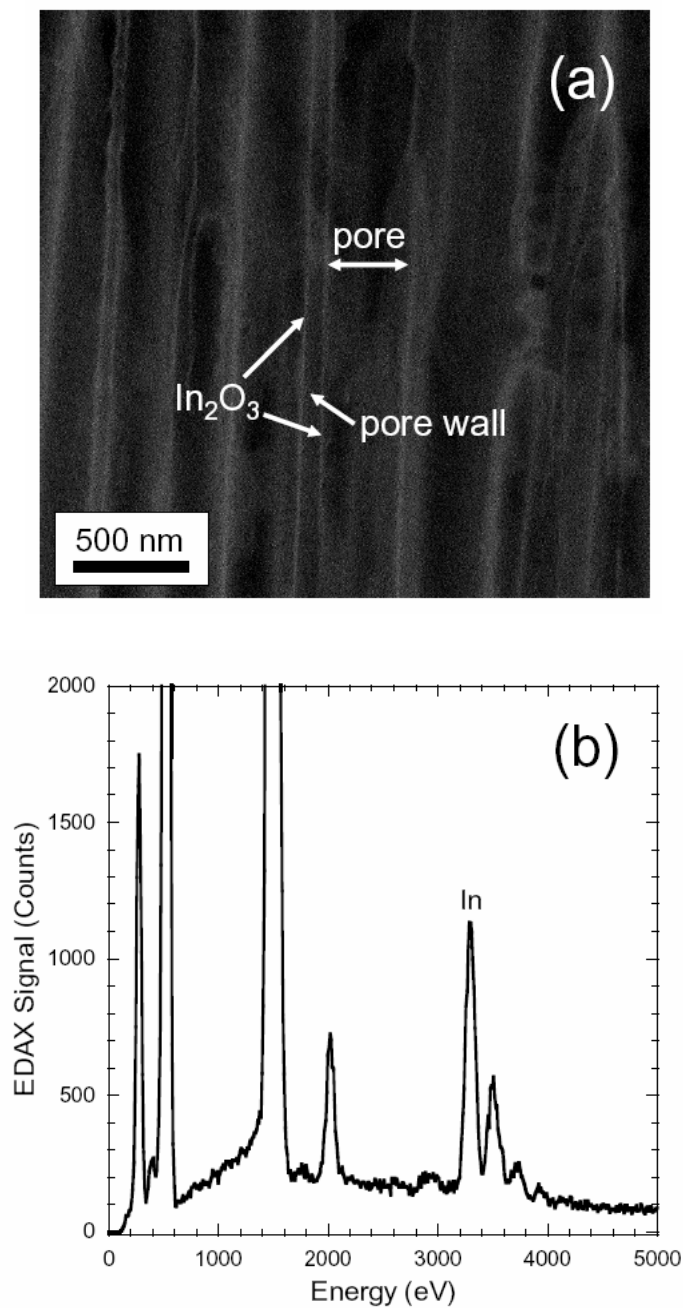 (a)
pore
In₂O₃
pore wall
500 nm
(b)
2000
1500
1000
500
0
EDAX Signal (Counts)
In
0 1000 2000 3000 4000 5000
Energy (eV)